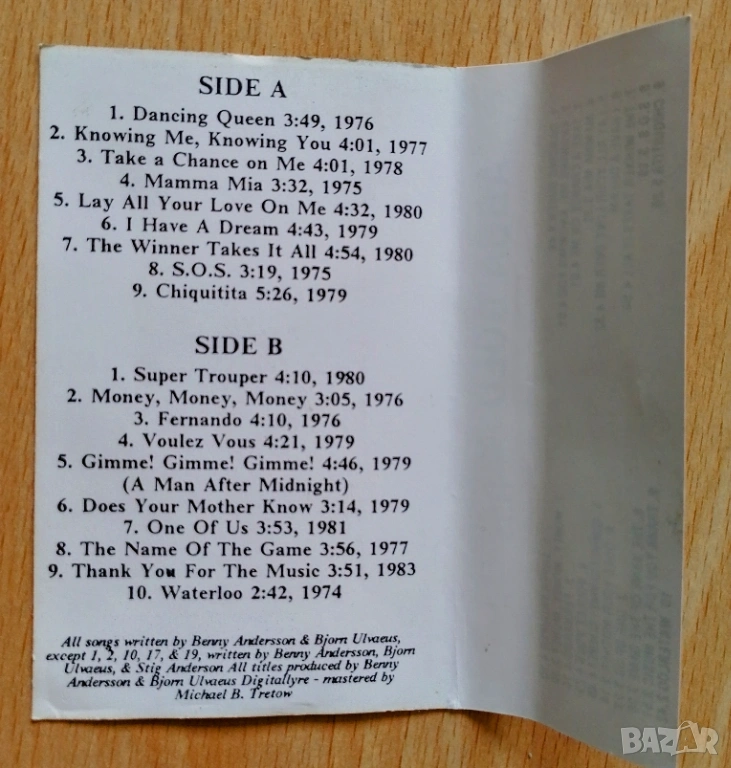 SIDE A
1. Dancing Queen 3:49, 1976
2. Knowing Me, Knowing You 4:01, 1977
3. Take a Chance on Me 4:01, 1978
4. Mamma Mia 3:32, 1975
5. Lay All Your Love On Me 4:32, 1980
6. I Have A Dream 4:43, 1979
7. The Winner Takes It All 4:54, 1980
8. S.O.S. 3:19, 1975
9. Chiquitita 5:26, 1979
SIDE B
1. Super Trouper 4:10, 1980
2. Money, Money, Money 3:05, 1976
3. Fernando 4:10, 1976
4. Voulez Vous 4:21, 1979
5. Gimme! Gimme! Gimme! 4:46, 1979
(A Man After Midnight)
6. Does Your Mother Know 3:14, 1979
7. One Of Us 3:53, 1981
8. The Name Of The Game 3:56, 1977
9. Thank You For The Music 3:51, 1983
10. Waterloo 2:42, 1974
All songs written by Benny Andersson & Bjorn Ulvaeus,
except 1, 2, 10, 17, & 19, written by Benny Andersson, Bjorn
Ulvaeus, & Stig Anderson All titles produced by Benny
Andersson & Bjorn Ulvaeus Digitallyre - mastered by
Michael B. Tretow
BAZAR